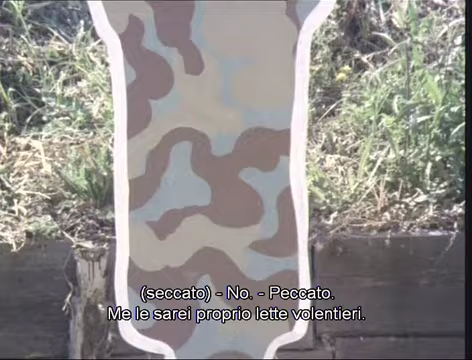 (seccato) - No. - Peccato.
Me le sarei proprio lette volentieri.